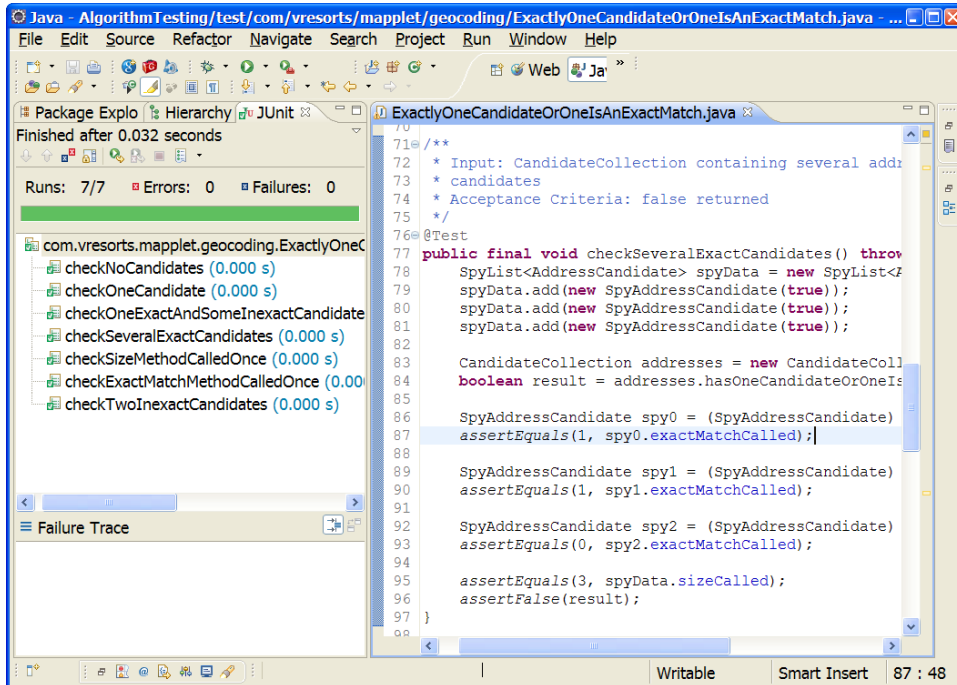 Java - AlgorithmTesting/test/com/vresorts/mapplet/geocoding/ExactlyOneCandidateOrOneIsAnExactMatch.java - ...
File Edit Source Refactor Navigate Search Project Run Window Help
Web Ja »
Package Explo Hierarchy JUnit
Finished after 0.032 seconds
Runs: 7/7 Errors: 0 Failures: 0
com.vresorts.mapplet.geocoding.ExactlyOneC
checkNoCandidates (0.000 s)
checkOneCandidate (0.000 s)
checkOneExactAndSomeInexactCandidate
checkSeveralExactCandidates (0.000 s)
checkSizeMethodCalledOnce (0.000 s)
checkExactMatchMethodCalledOnce (0.00
checkTwoInexactCandidates (0.000 s)
Failure Trace
ExactlyOneCandidateOrOneIsAnExactMatch.java
70
71 /**
72 * Input: CandidateCollection containing several addr
73 * candidates
74 * Acceptance Criteria: false returned
75 */
76 @Test
77 public final void checkSeveralExactCandidates() throw
78 SpyList<AddressCandidate> spyData = new SpyList<A
79 spyData.add(new SpyAddressCandidate(true));
80 spyData.add(new SpyAddressCandidate(true));
81 spyData.add(new SpyAddressCandidate(true));
82
83 CandidateCollection addresses = new CandidateColl
84 boolean result = addresses.hasOneCandidateOrOneIs
85
86 SpyAddressCandidate spy0 = (SpyAddressCandidate)
87 assertEquals(1, spy0.exactMatchCalled);
88
89 SpyAddressCandidate spy1 = (SpyAddressCandidate)
90 assertEquals(1, spy1.exactMatchCalled);
91
92 SpyAddressCandidate spy2 = (SpyAddressCandidate)
93 assertEquals(0, spy2.exactMatchCalled);
94
95 assertEquals(3, spyData.sizeCalled);
96 assertFalse(result);
97 }
98
Writable Smart Insert 87 : 48